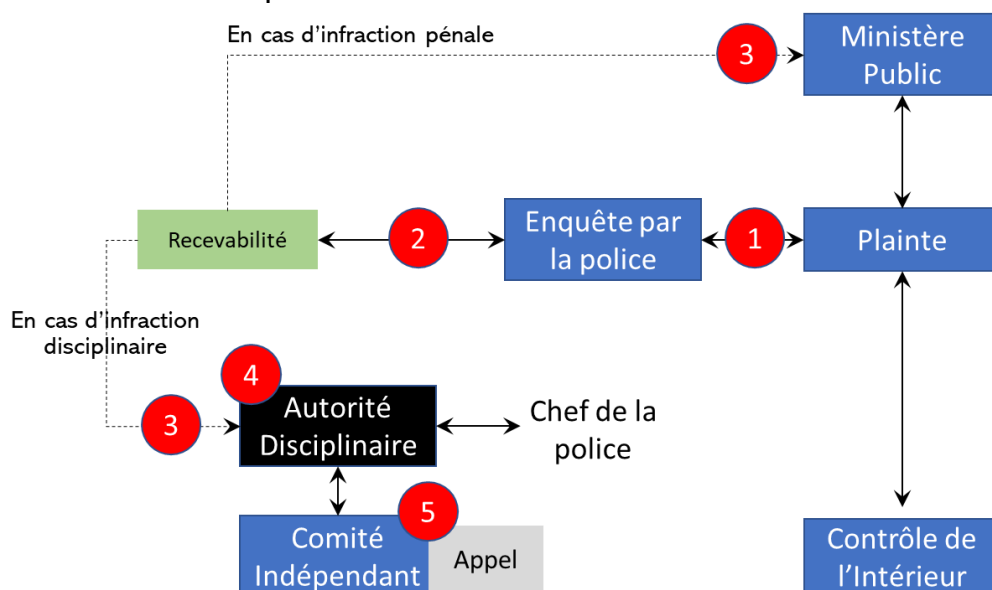 En cas d'infraction pénale
3
Ministère
Public
Recevabilité
2
Enquête par
la police
1
Plainte
En cas d'infraction
disciplinaire
3
4
Autorité
Disciplinaire
Chef de la
police
5
Comité
Indépendant
Appel
Contrôle de
l'Intérieur